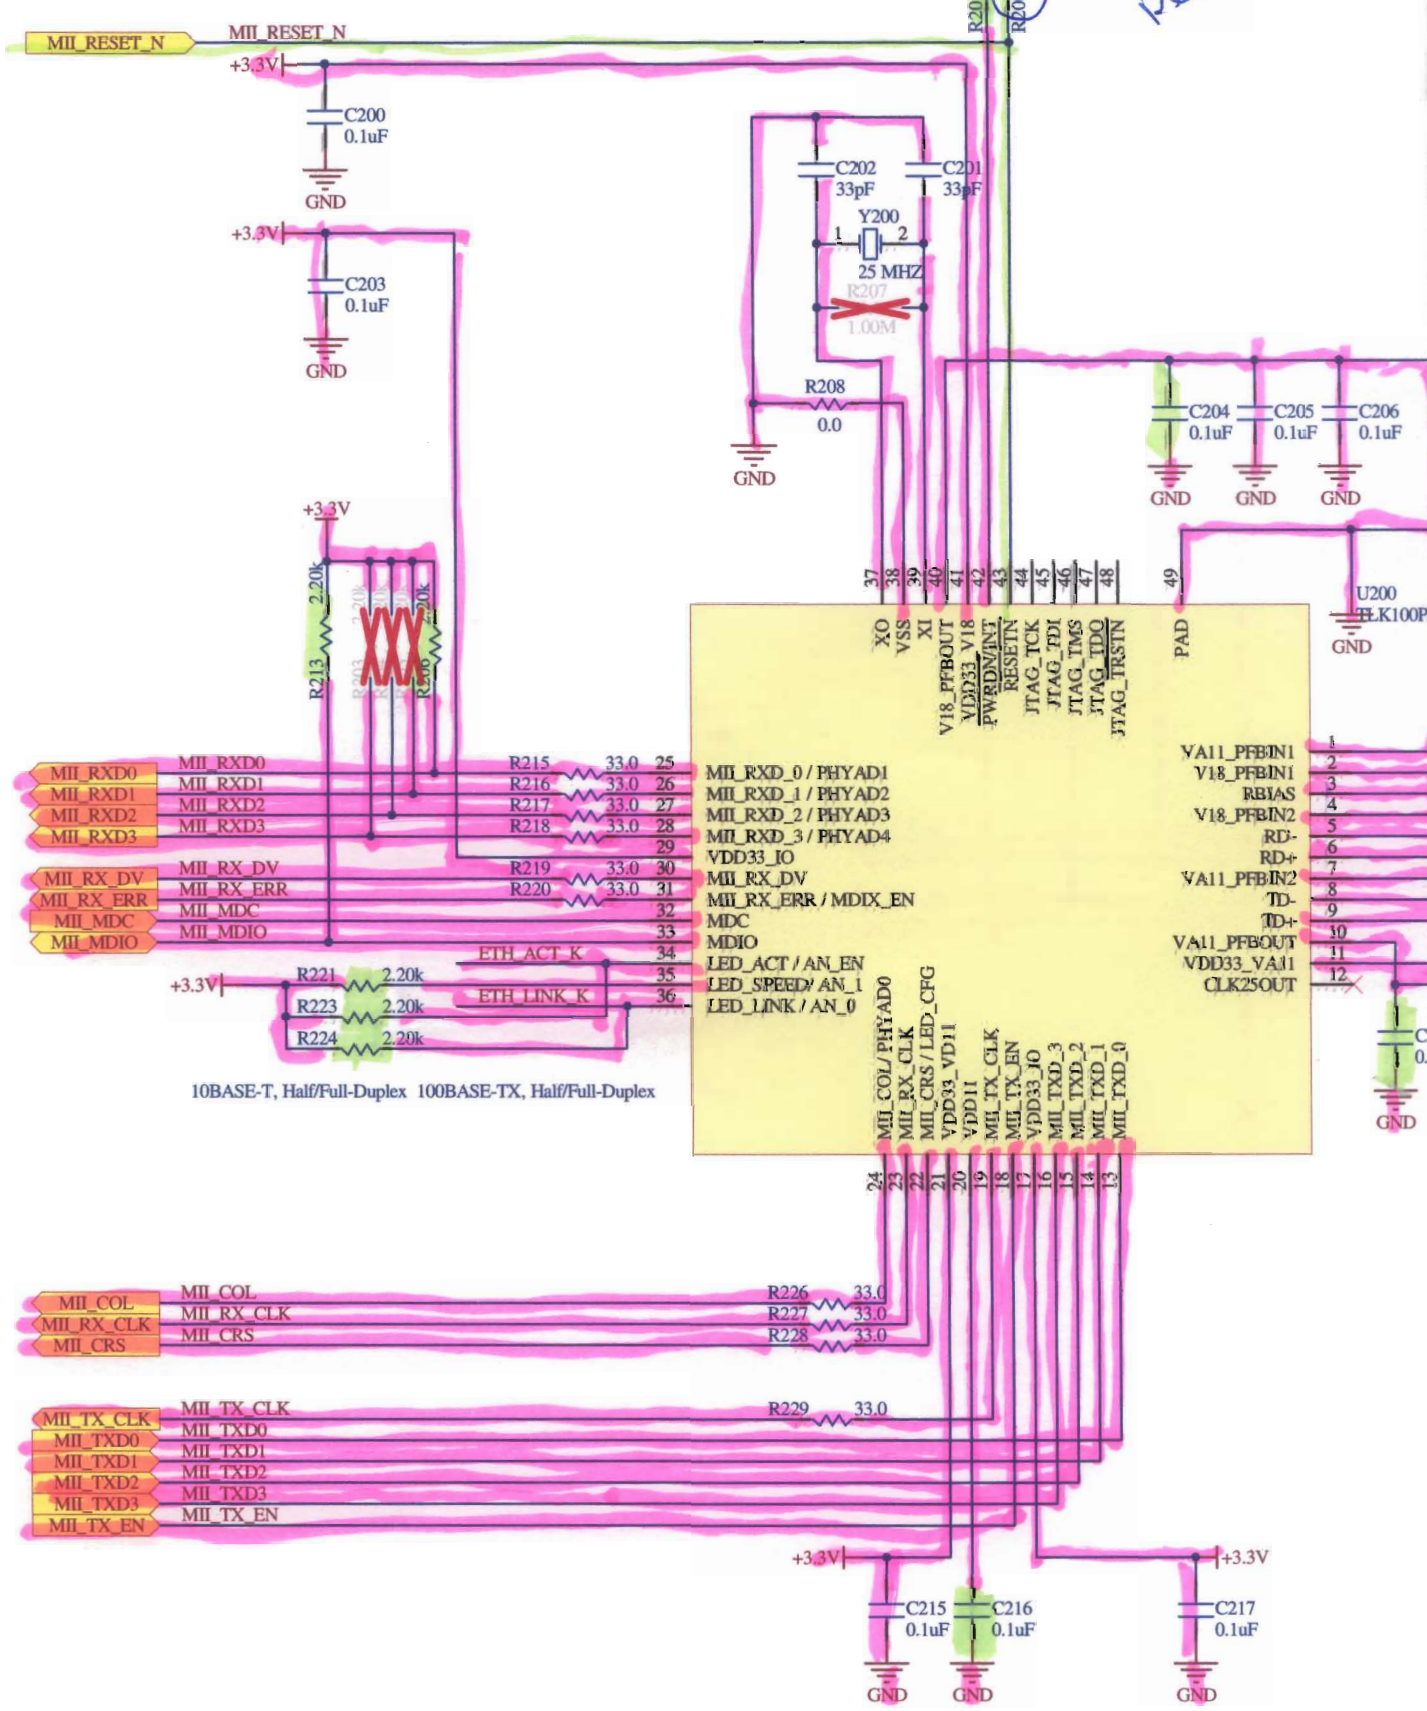 MII_RESET_N
MII_RESET_N
+3.3V
C200
0.1uF
GND
+3.3V
C203
0.1uF
GND
C202
33pF
C201
33pF
Y200
1
2
25 MHZ
R207
1.00M
R208
0.0
GND
C204
0.1uF
C205
0.1uF
C206
0.1uF
GND
GND
GND
+3.3V
2.20k
R213
R203
R206
37
38
39
40
41
42
43
44
45
46
47
48
49
XO
VSS
XI
V18_PFBOUT
VDD33_V18
PWRDN/INT
RESETN
JTAG_TCK
JTAG_TDI
JTAG_TMS
JTAG_TDO
JTAG_TRSTN
PAD
U200
TLK100P
GND
MII_RXD0 MII_RXD0 R215 33.0 25 MII_RXD_0 / PHYAD1
MII_RXD1 MII_RXD1 R216 33.0 26 MII_RXD_1 / PHYAD2
MII_RXD2 MII_RXD2 R217 33.0 27 MII_RXD_2 / PHYAD3
MII_RXD3 MII_RXD3 R218 33.0 28 MII_RXD_3 / PHYAD4
29 VDD33_IO
MII_RX_DV MII_RX_DV R219 33.0 30 MII_RX_DV
MII_RX_ERR MII_RX_ERR R220 33.0 31 MII_RX_ERR / MDIX_EN
MII_MDC MII_MDC 32 MDC
MII_MDIO MII_MDIO 33 MDIO
ETH_ACT_K 34 LED_ACT / AN_EN
+3.3V R221 2.20k 35 LED_SPEED/ AN_1
ETH_LINK_K 36 LED_LINK / AN_0
R223 2.20k
R224 2.20k
10BASE-T, Half/Full-Duplex 100BASE-TX, Half/Full-Duplex
VA11_PFBIN1 1
V18_PFBIN1 2
RBIAS 3
V18_PFBIN2 4
RD- 5
RD+ 6
VA11_PFBIN2 7
TD- 8
TD+ 9
VA11_PFBOUT 10
VDD33_VA11 11
CLK25OUT 12
GND
MII_COL/ PHYAD0
MII_RX_CLK
MII_CRS / LED_CFG
VDD33_VD11
VDD11
MII_TX_CLK
MII_TX_EN
VDD33_IO
MII_TXD_3
MII_TXD_2
MII_TXD_1
MII_TXD_0
24
23
22
21
20
19
18
17
16
15
14
13
MII_COL MII_COL R226 33.0
MII_RX_CLK MII_RX_CLK R227 33.0
MII_CRS MII_CRS R228 33.0
MII_TX_CLK MII_TX_CLK R229 33.0
MII_TXD0 MII_TXD0
MII_TXD1 MII_TXD1
MII_TXD2 MII_TXD2
MII_TXD3 MII_TXD3
MII_TX_EN MII_TX_EN
+3.3V
+3.3V
C215
0.1uF
C216
0.1uF
C217
0.1uF
GND
GND
GND